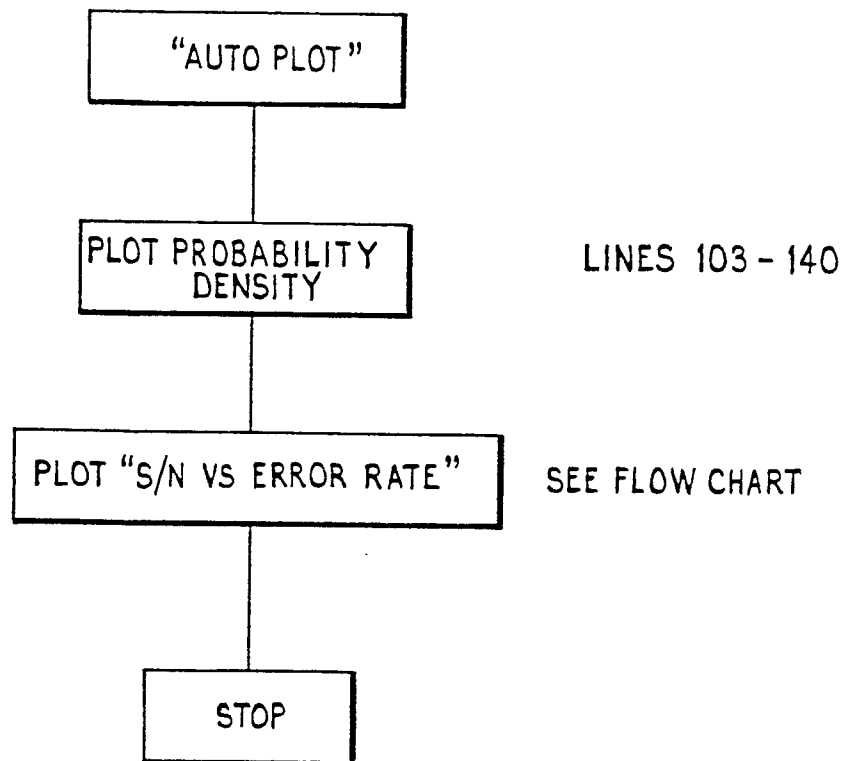 “AUTO PLOT”
PLOT PROBABILITY
DENSITY
LINES 103 - 140
PLOT “S/N VS ERROR RATE”
SEE FLOW CHART
STOP